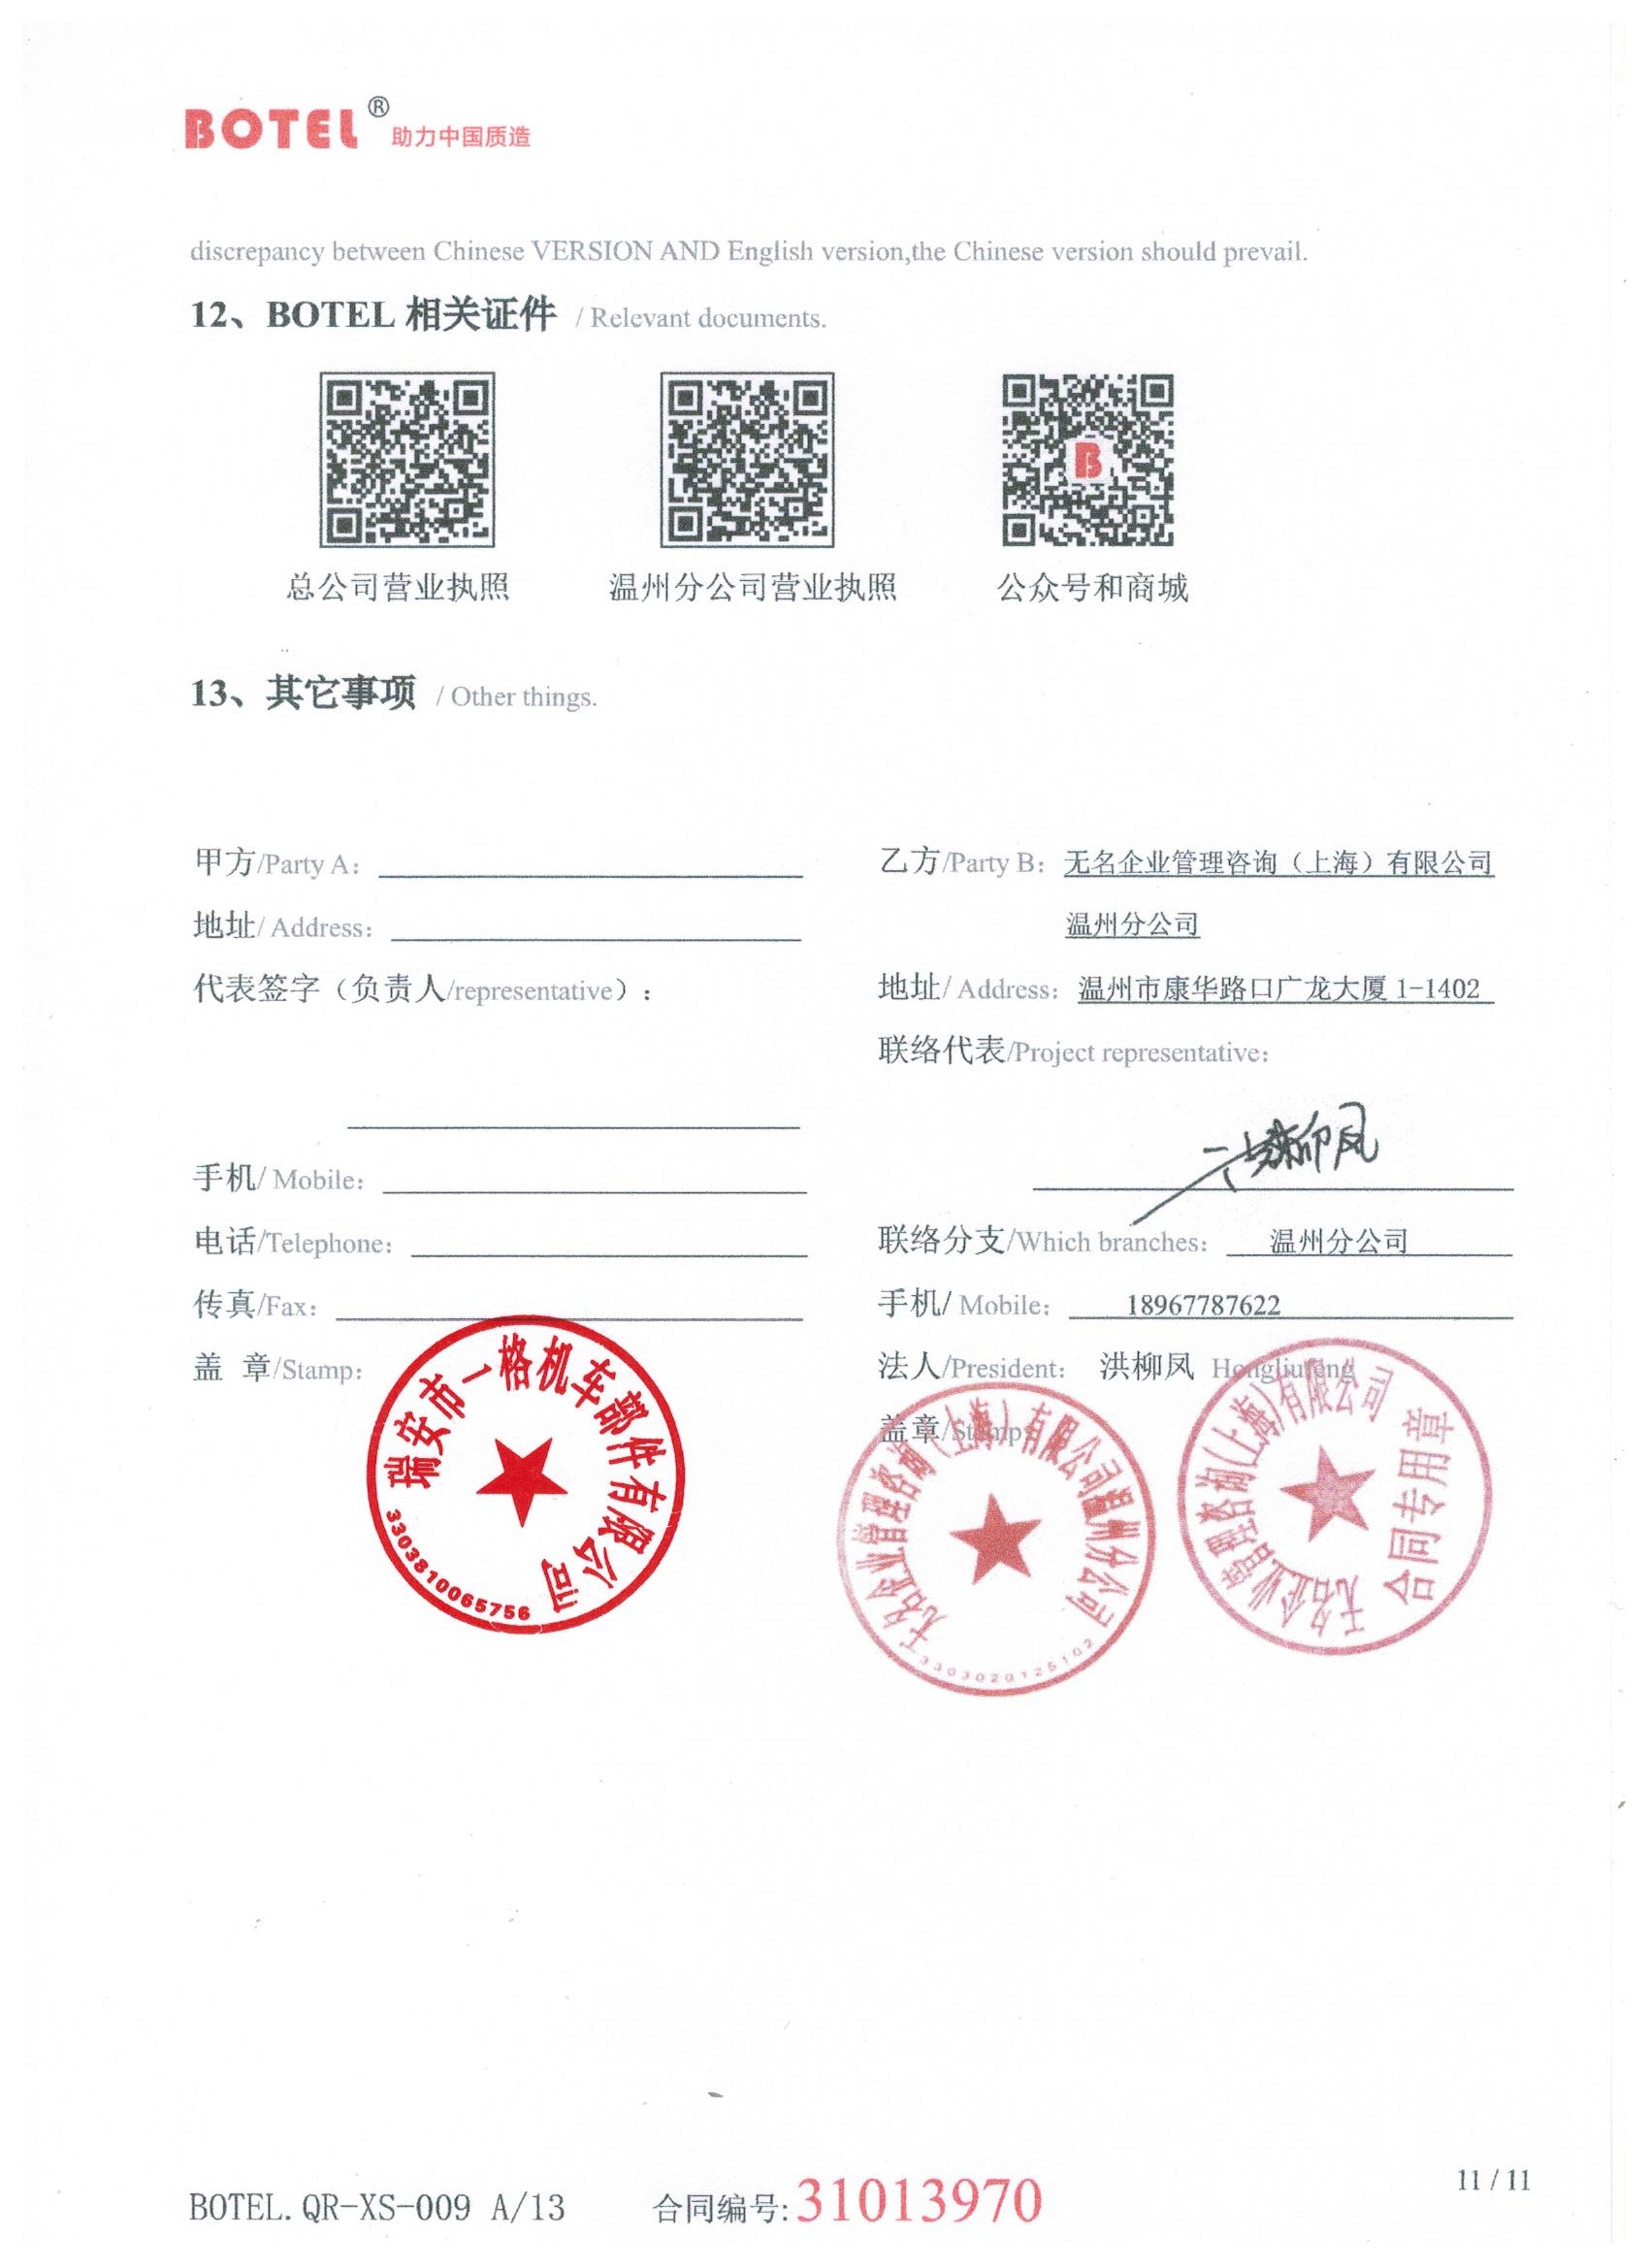 BOTEL® 助力中国质造
discrepancy between Chinese VERSION AND English version,the Chinese version should prevail.
12、BOTEL 相关证件 / Relevant documents.
B
总公司营业执照 温州分公司营业执照 公众号和商城
13、其它事项 / Other things.
甲方/Party A:
地址/ Address:
代表签字（负责人/representative）:
手机/ Mobile:
电话/Telephone:
传真/Fax:
盖 章/Stamp:
瑞安市一格机车部件有限公司
3303810065756
乙方/Party B: 无名企业管理咨询（上海）有限公司
温州分公司
地址/ Address: 温州市康华路口广龙大厦 1-1402
联络代表/Project representative:
洪柳凤
联络分支/Which branches: 温州分公司
手机/ Mobile: 18967787622
法人/President: 洪柳凤 Hongliufeng
盖章/Stamp
无名企业管理咨询（上海）有限公司温州分公司
3303020125102
无名企业管理咨询(上海)有限公司
合同专用章
BOTEL. QR-XS-009 A/13 合同编号: 31013970
11 / 11